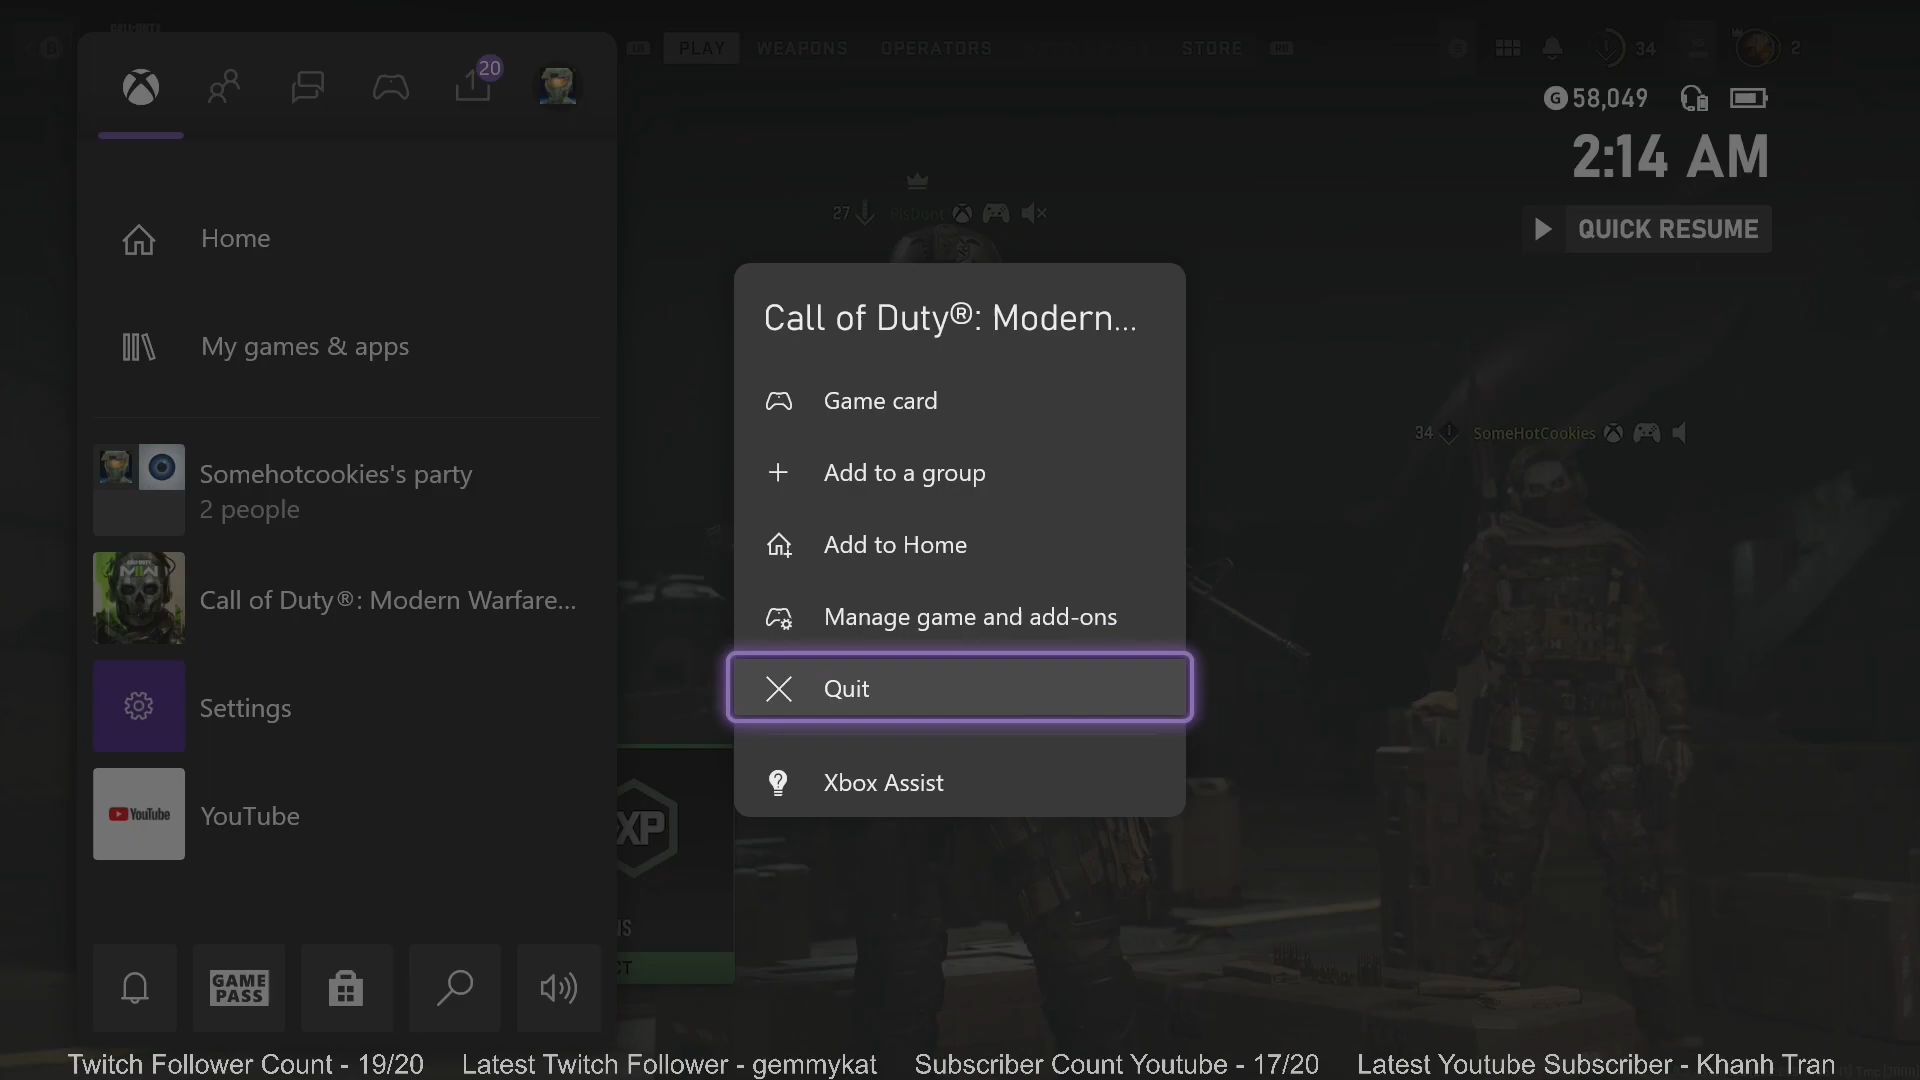 PLAY WEAPONS OPERATORS STORE
34
2
20
58,049
2:14 AM
QUICK RESUME
Home
My games & apps
Somehotcookies's party
2 people
Call of Duty®: Modern Warfare...
Settings
YouTube
YouTube
GAME PASS
27 PlsDont
34 SomeHotCookies
Call of Duty®: Modern...
Game card
Add to a group
Add to Home
Manage game and add-ons
Quit
Xbox Assist
XP
Twitch Follower Count - 19/20 Latest Twitch Follower - gemmykat Subscriber Count Youtube - 17/20 Latest Youtube Subscriber - Khanh Tran